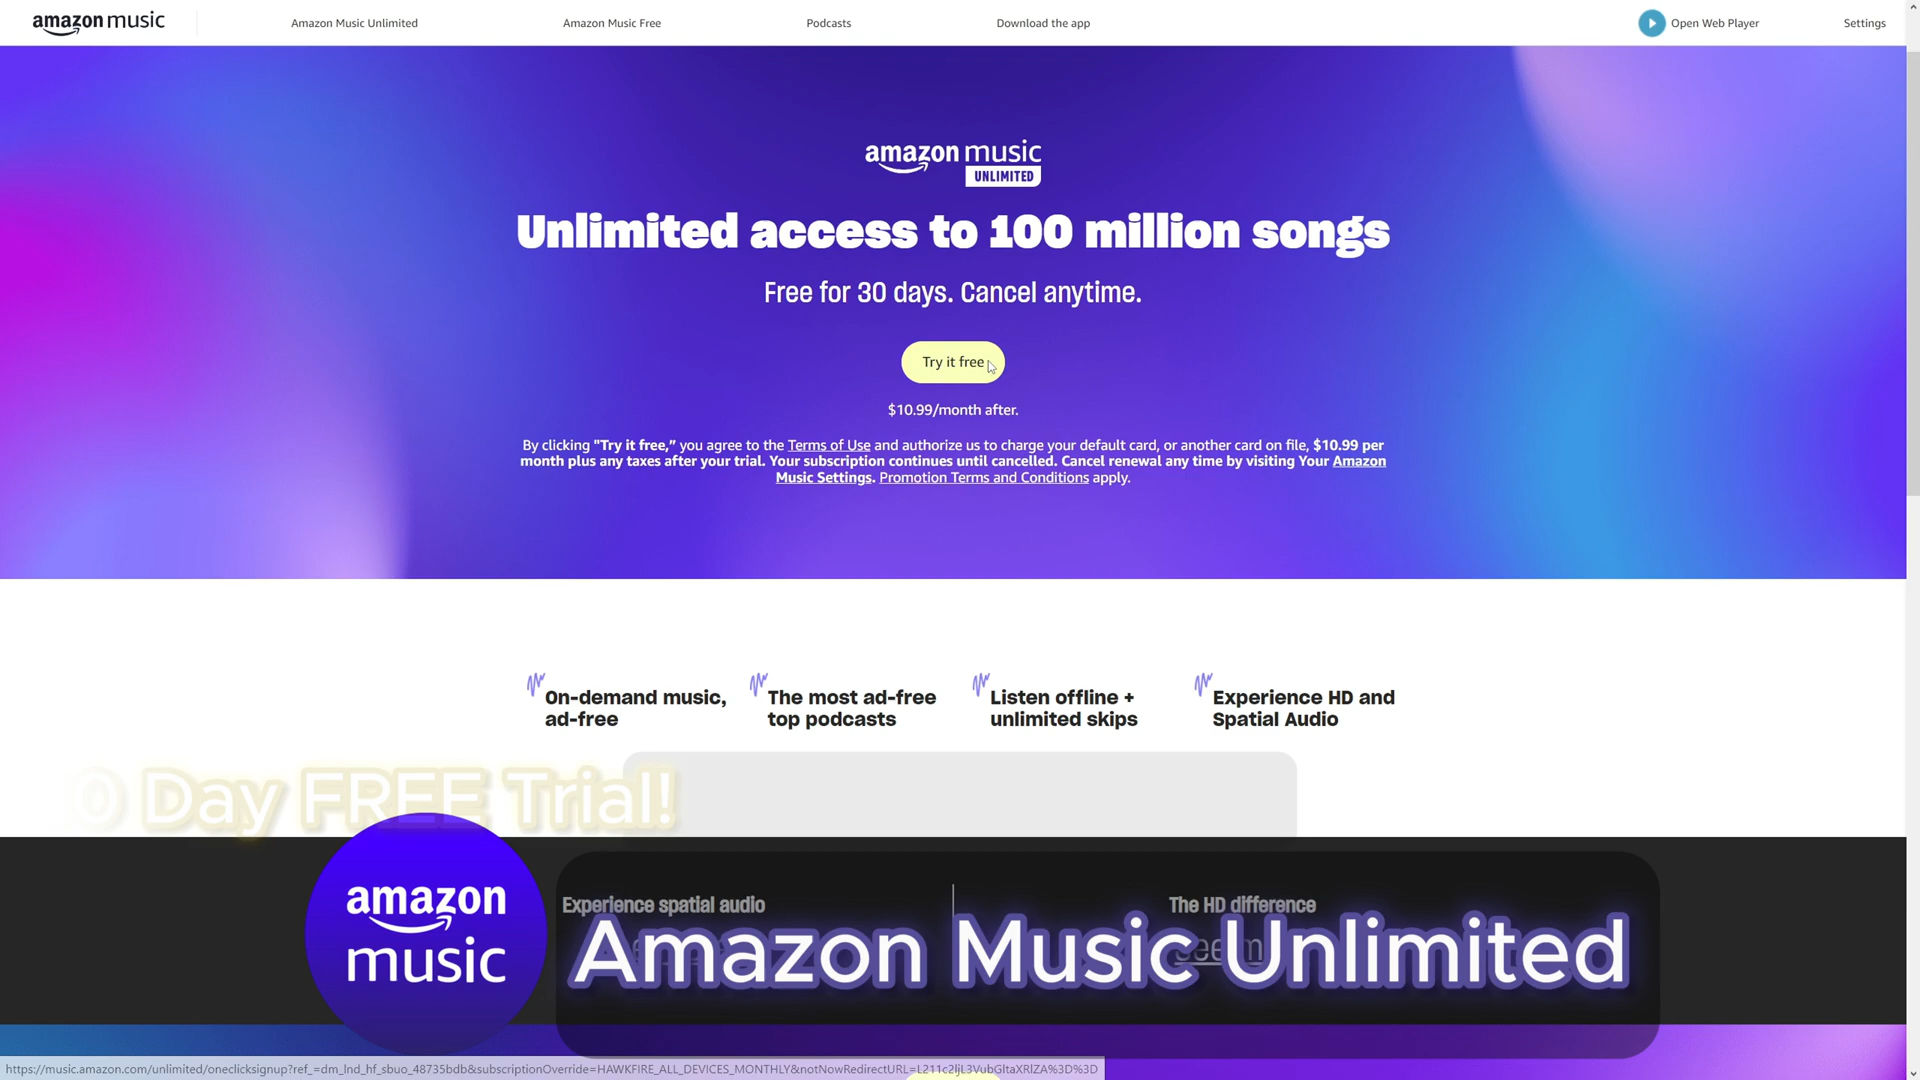 amazon music
Amazon Music Unlimited
Amazon Music Free
Podcasts
Download the app
Open Web Player
Settings
amazon music
UNLIMITED
Unlimited access to 100 million songs
Free for 30 days. Cancel anytime.
Try it free
$10.99/month after.
By clicking "Try it free," you agree to the Terms of Use and authorize us to charge your default card, or another card on file, $10.99 per
month plus any taxes after your trial. Your subscription continues until cancelled. Cancel renewal any time by visiting Your Amazon
Music Settings. Promotion Terms and Conditions apply.
On-demand music,
ad-free
The most ad-free
top podcasts
Listen offline +
unlimited skips
Experience HD and
Spatial Audio
0 Day FREE Trial!
amazon
music
Experience spatial audio
The HD difference
Amazon Music Unlimited
https://music.amazon.com/unlimited/oneclicksignup?ref_=dm_lnd_hf_sbuo_48735bdb&subscriptionOverride=HAWKFIRE_ALL_DEVICES_MONTHLY&notNowRedirectURL=L211c2ljL3VubGltaXRlZA%3D%3D